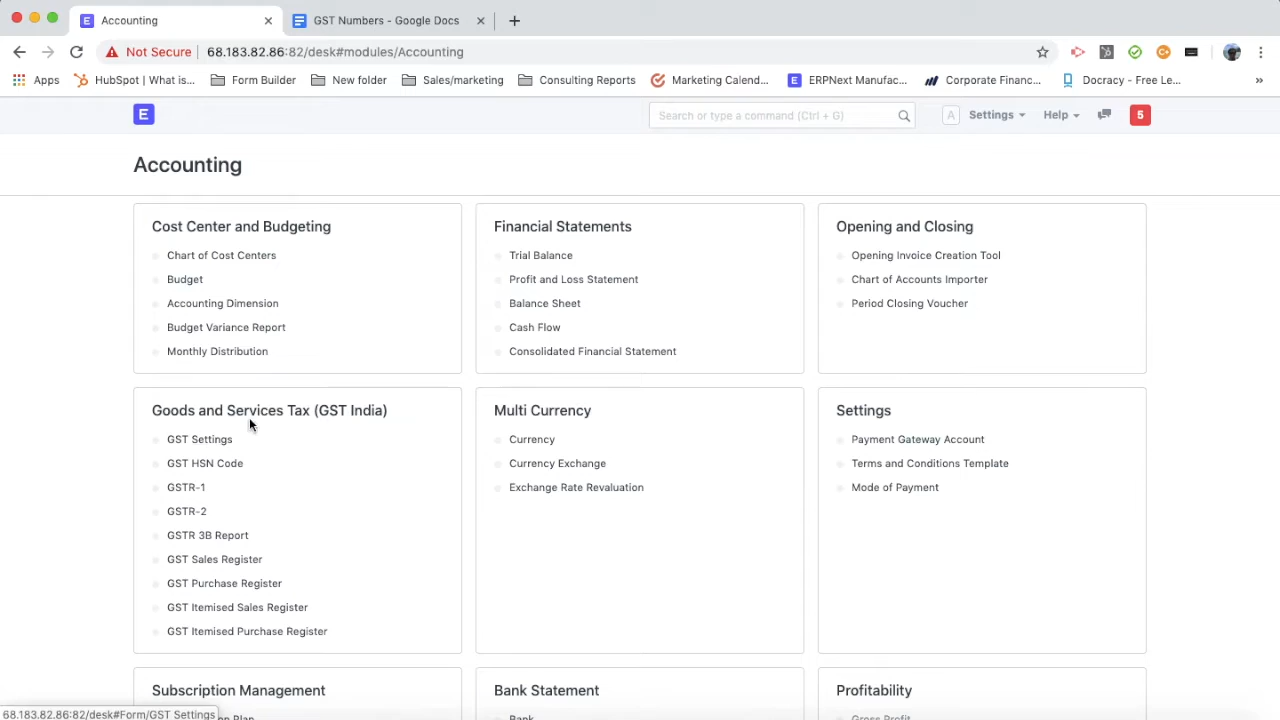 Accounting
GST Numbers - Google Docs
Not Secure
68.183.82.86:82/desk#modules/Accounting
Apps
HubSpot | What is...
Form Builder
New folder
Sales/marketing
Consulting Reports
Marketing Calend...
ERPNext Manufac...
Corporate Financ...
Docracy - Free Le...
»
E
Search or type a command (Ctrl + G)
A
Settings
Help
5
Accounting
Cost Center and Budgeting
Chart of Cost Centers
Budget
Accounting Dimension
Budget Variance Report
Monthly Distribution
Financial Statements
Trial Balance
Profit and Loss Statement
Balance Sheet
Cash Flow
Consolidated Financial Statement
Opening and Closing
Opening Invoice Creation Tool
Chart of Accounts Importer
Period Closing Voucher
Goods and Services Tax (GST India)
GST Settings
GST HSN Code
GSTR-1
GSTR-2
GSTR 3B Report
GST Sales Register
GST Purchase Register
GST Itemised Sales Register
GST Itemised Purchase Register
Multi Currency
Currency
Currency Exchange
Exchange Rate Revaluation
Settings
Payment Gateway Account
Terms and Conditions Template
Mode of Payment
Subscription Management
Plan
Bank Statement
Bank
Profitability
Gross Profit
68.183.82.86:82/desk#Form/GST Settings